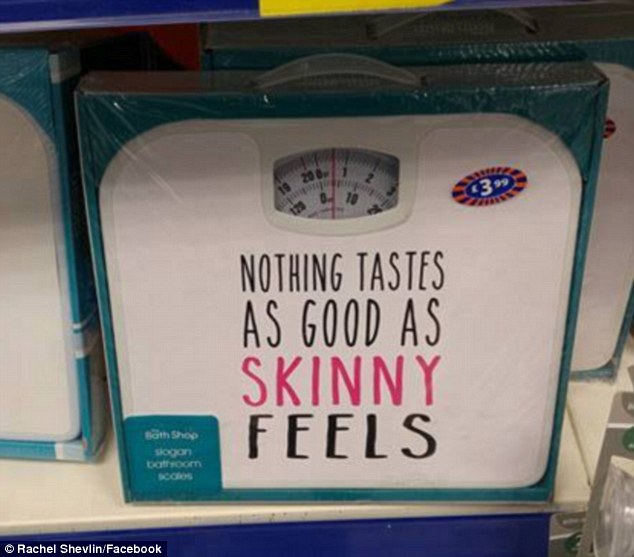 £3.99
NOTHING TASTES
AS GOOD AS
SKINNY
FEELS
Bath Shop
slogan
bathroom
scales
© Rachel Shevlin/Facebook